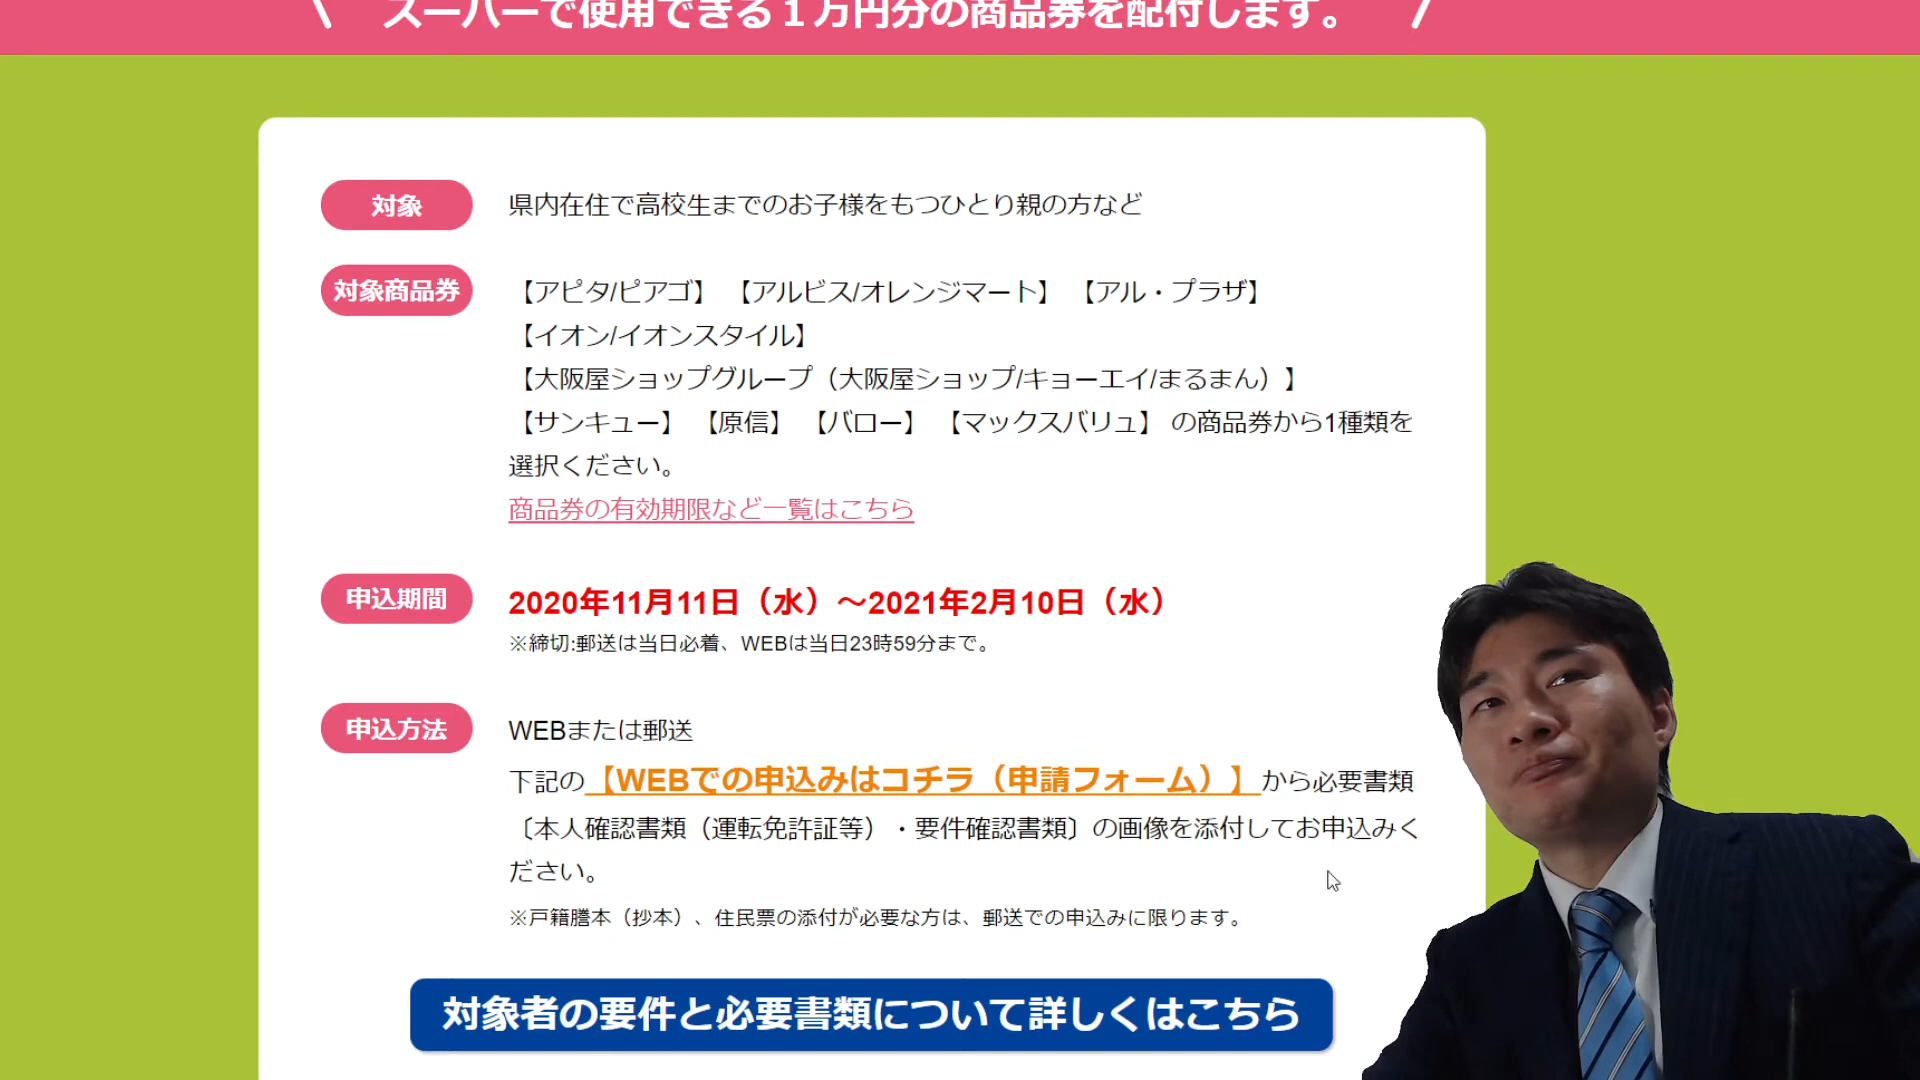 スーパーで使用できる１万円分の商品券を配付します。
対象
県内在住で高校生までのお子様をもつひとり親の方など
対象商品券
【アピタ/ピアゴ】 【アルビス/オレンジマート】 【アル・プラザ】
【イオン/イオンスタイル】
【大阪屋ショップグループ（大阪屋ショップ/キョーエイ/まるまん）】
【サンキュー】 【原信】 【バロー】 【マックスバリュ】 の商品券から1種類を
選択ください。
商品券の有効期限など一覧はこちら
申込期間
2020年11月11日（水）～2021年2月10日（水）
※締切:郵送は当日必着、WEBは当日23時59分まで。
申込方法
WEBまたは郵送
下記の【WEBでの申込みはコチラ（申請フォーム）】から必要書類
〔本人確認書類（運転免許証等）・要件確認書類〕の画像を添付してお申込みく
ださい。
※戸籍謄本（抄本）、住民票の添付が必要な方は、郵送での申込みに限ります。
対象者の要件と必要書類について詳しくはこちら